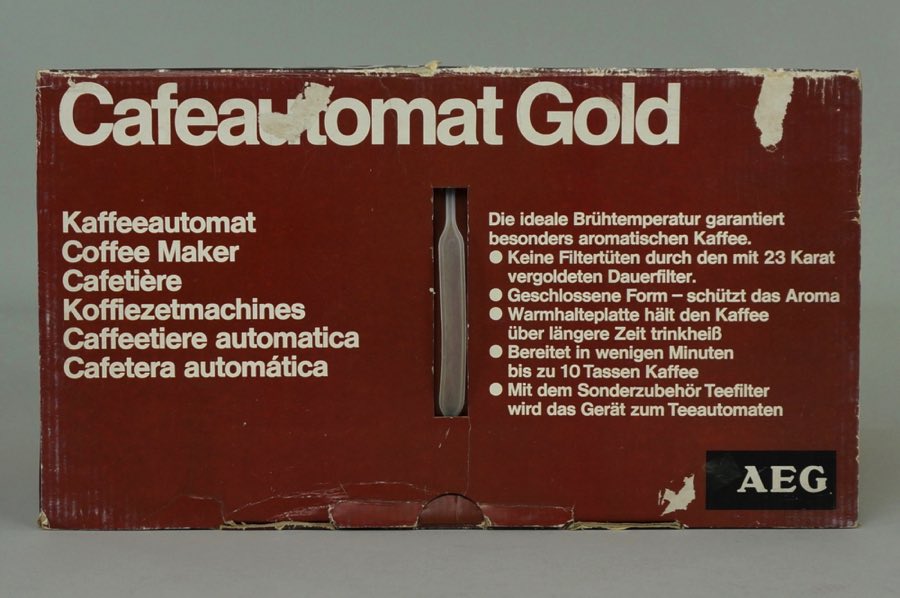 Cafeautomat Gold
Kaffeeautomat
Coffee Maker
Cafetière
Koffiezetmachines
Caffeetiere automatica
Cafetera automática
Die ideale Brühtemperatur garantiert
besonders aromatischen Kaffee.
● Keine Filtertüten durch den mit 23 Karat
vergoldeten Dauerfilter.
● Geschlossene Form – schützt das Aroma
● Warmhalteplatte hält den Kaffee
über längere Zeit trinkheiß
● Bereitet in wenigen Minuten
bis zu 10 Tassen Kaffee
● Mit dem Sonderzubehör Teefilter
wird das Gerät zum Teeautomaten
AEG